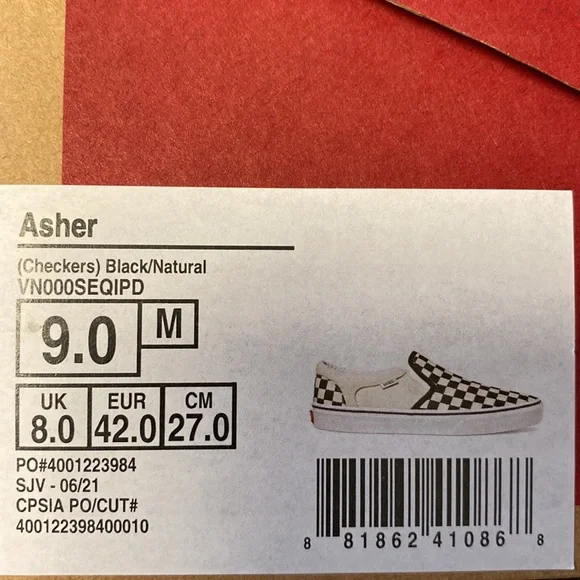 Asher
(Checkers) Black/Natural
VN000SEQIPD
9.0 M
UK EUR CM
8.0 42.0 27.0
PO#4001223984
SJV - 06/21
CPSIA PO/CUT#
400122398400010
8 81862 41086 8